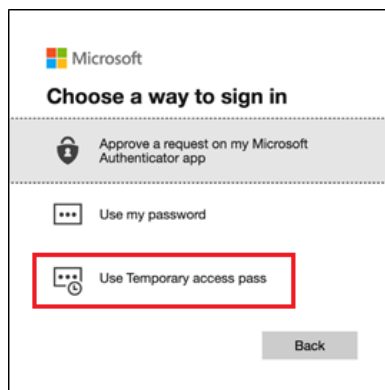 Microsoft
Choose a way to sign in
Approve a request on my Microsoft
Authenticator app
Use my password
Use Temporary access pass
Back